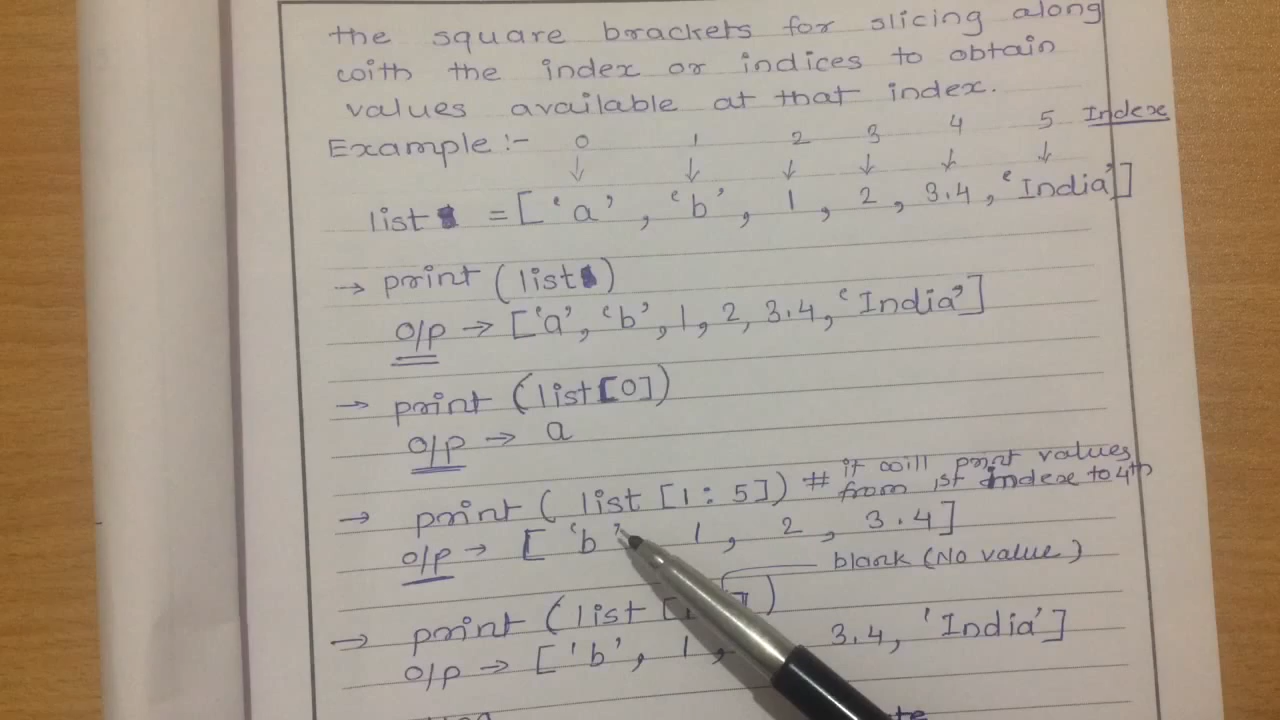 the square brackets for slicing along
with the index or indices to obtain
values available at that index.
Example :- 0 1 2 3 4 5 Index
list = ['a', 'b', 1, 2, 3.4, 'India']
→ print (list)
O/P → ['a', 'b', 1, 2, 3.4, 'India']
→ print (list[0])
O/P → a
→ print ( list [1 : 5]) # it will print values
from 1st index to 4th
O/P → [ 'b' 1, 2, 3.4]
blank (No value)
→ print (list [1 ])
O/P → ['b', 1, 3.4, 'India']